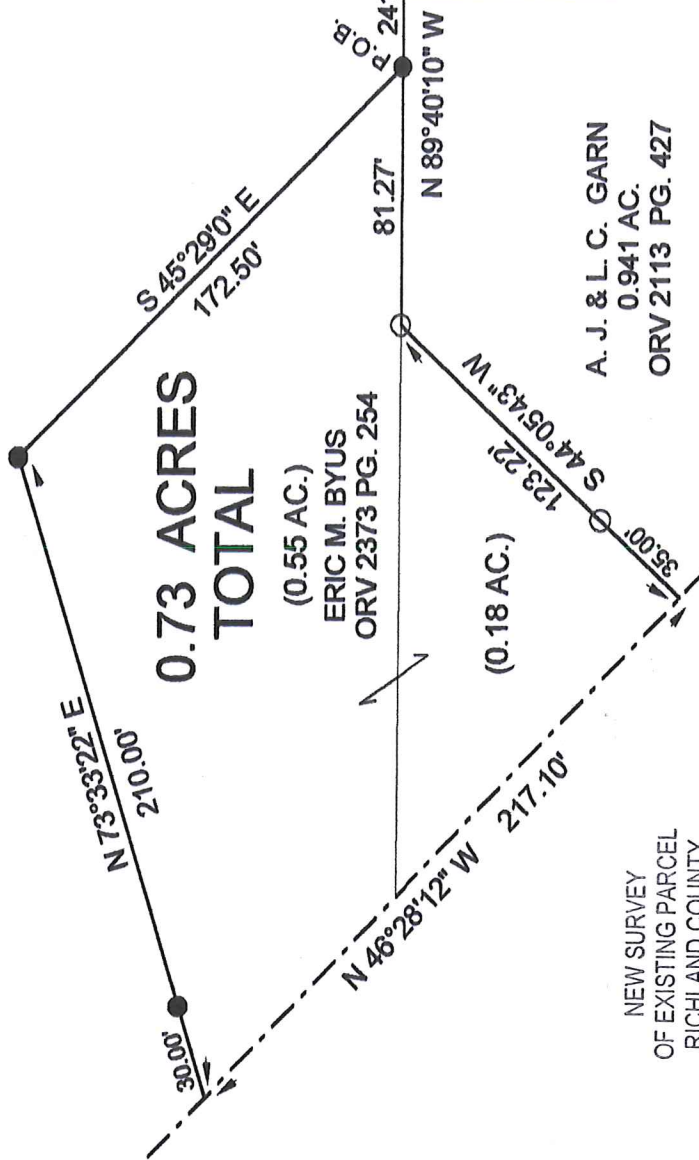 P.O.B.
24
S 45°29'0" E
172.50'
N 73°33'22" E
210.00'
30.00'
0.73 ACRES
TOTAL
(0.55 AC.)
ERIC M. BYUS
ORV 2373 PG. 254
81.27'
N 89°40'10" W
S 44°05'43" W
123.22'
35.00'
(0.18 AC.)
N 46°28'12" W 217.10'
A. J. & L. C. GARN
0.941 AC.
ORV 2113 PG. 427
NEW SURVEY
OF EXISTING PARCEL
RICHLAND COUNTY